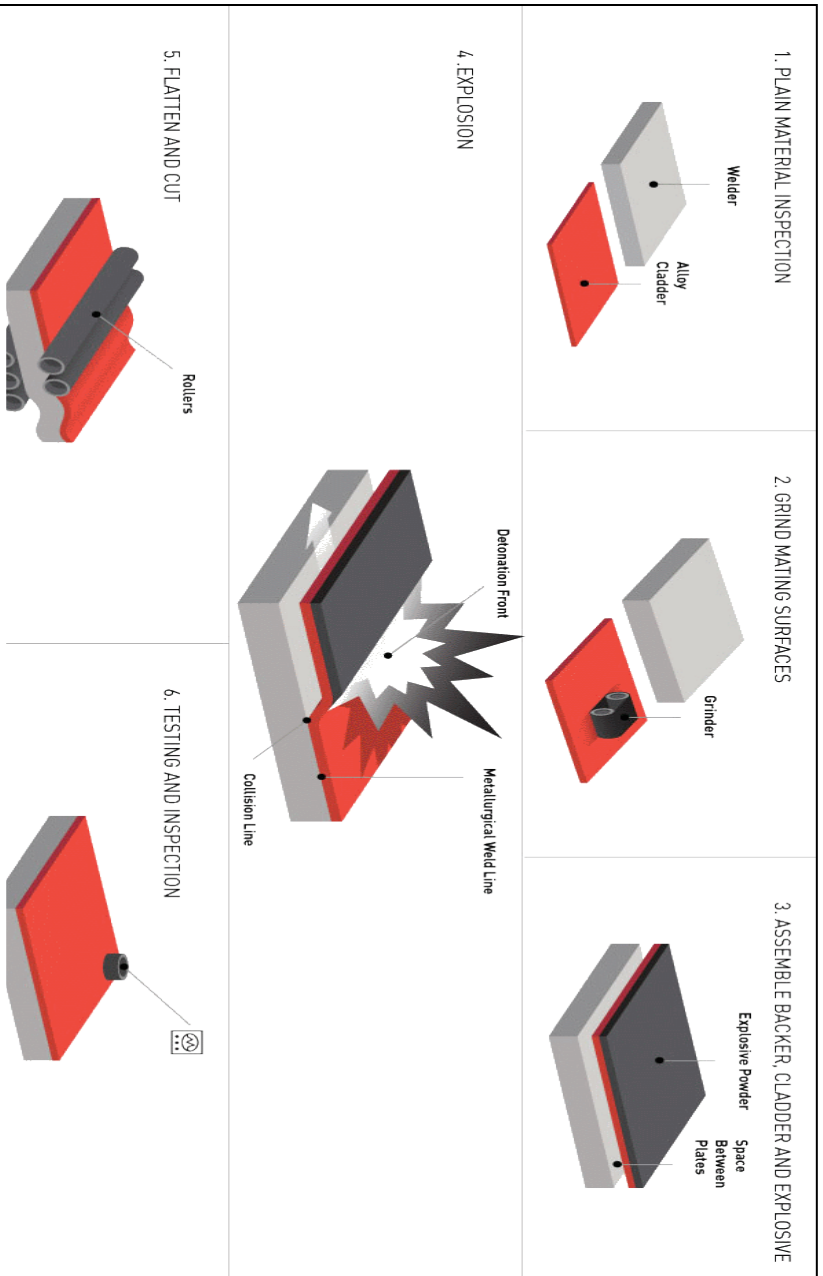 1. PLAIN MATERIAL INSPECTION
Welder
Alloy
Cladder
2. GRIND MATING SURFACES
Grinder
3. ASSEMBLE BACKER, CLADDER AND EXPLOSIVE
Explosive Powder
Space
Between
Plates
4 .EXPLOSION
Detonation Front
Metallurgical Weld Line
Collision Line
5. FLATTEN AND CUT
Rollers
6. TESTING AND INSPECTION